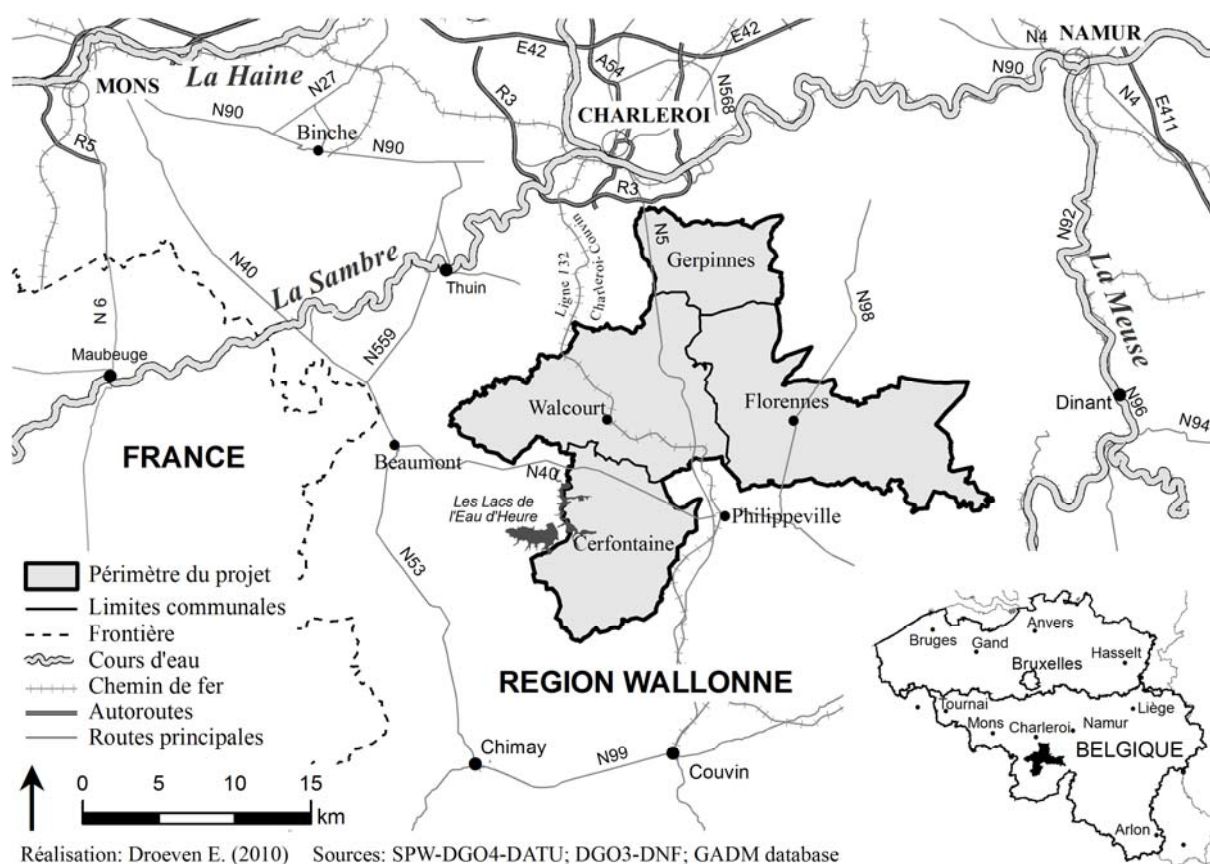 MONS
La Haine
N27
N90
Binche
N90
R5
E42
A54
E42
R3
N568
CHARLEROI
R3
N4
NAMUR
N90
N4
E411
N92
La Meuse
N40
La Sambre
Thuin
N559
N6
Maubeuge
Ligne 132
Charleroi-Couvin
N5
Gerpinnes
N98
Walcourt
Florennes
Dinant
N96
N94
FRANCE
Beaumont
N40
Les Lacs de
l'Eau d'Heure
Philippeville
Cerfontaine
N53
REGION WALLONNE
Chimay
N99
Couvin
Périmètre du projet
Limites communales
Frontière
Cours d'eau
Chemin de fer
Autoroutes
Routes principales
0 5 10 15
km
Anvers
Bruges
Gand
Hasselt
Bruxelles
Tournai
Liège
Mons
Charleroi
Namur
BELGIQUE
Arlon
Réalisation: Droeven E. (2010) Sources: SPW-DGO4-DATU; DGO3-DNF; GADM database